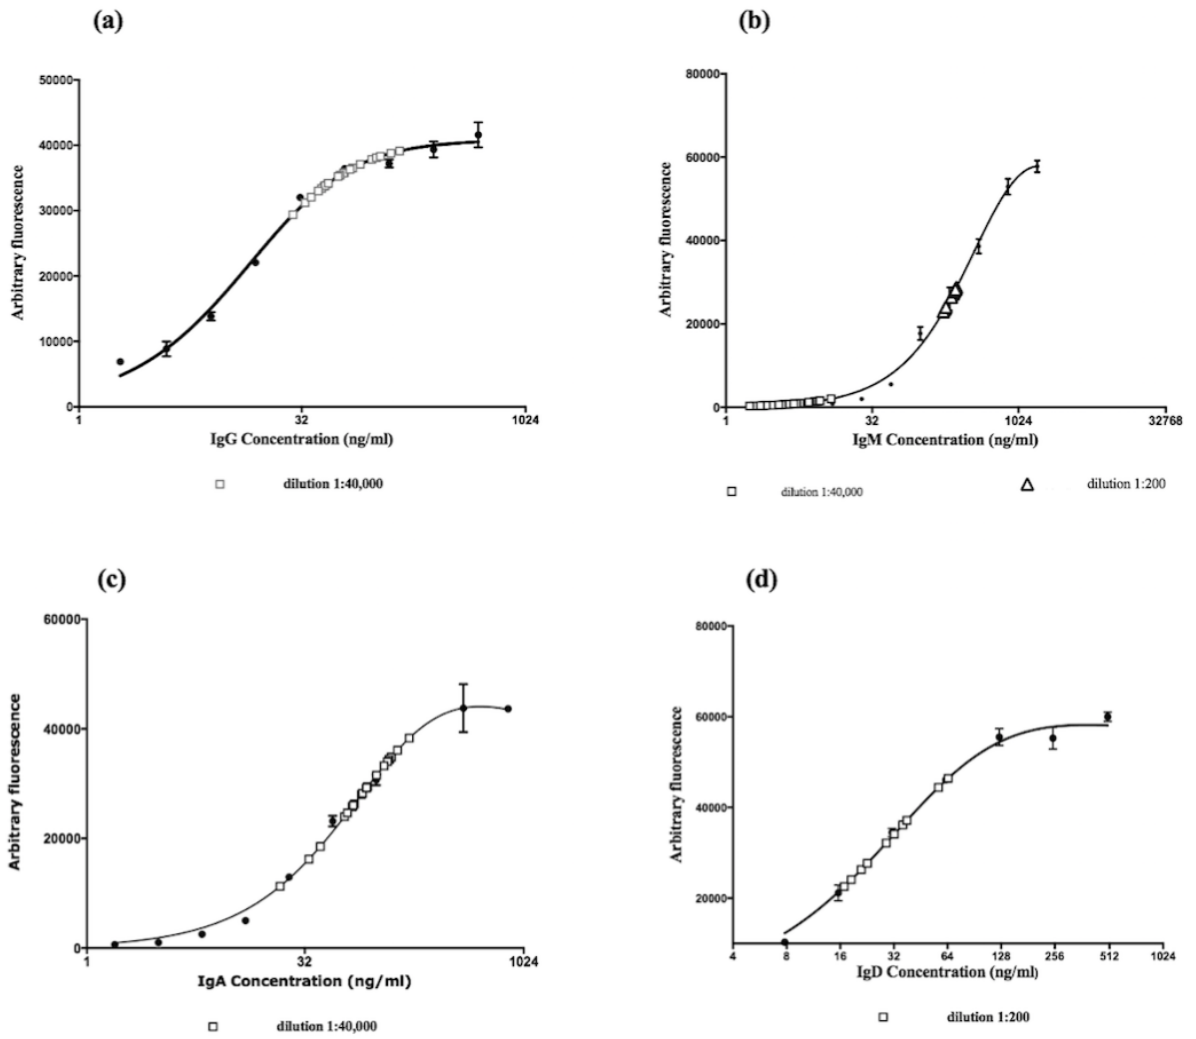 (a)
50000
40000
30000
20000
10000
0
1
32
1024
Arbitrary fluorescence
IgG Concentration (ng/ml)
dilution 1:40,000
(b)
80000
60000
40000
20000
0
1
32
1024
32768
Arbitrary fluorescence
IgM Concentration (ng/ml)
dilution 1:40,000
dilution 1:200
(c)
60000
40000
20000
0
1
32
1024
Arbitrary fluorescence
IgA Concentration (ng/ml)
dilution 1:40,000
(d)
80000
60000
40000
20000
4
8
16
32
64
128
256
512
1024
Arbitrary fluorescence
IgD Concentration (ng/ml)
dilution 1:200